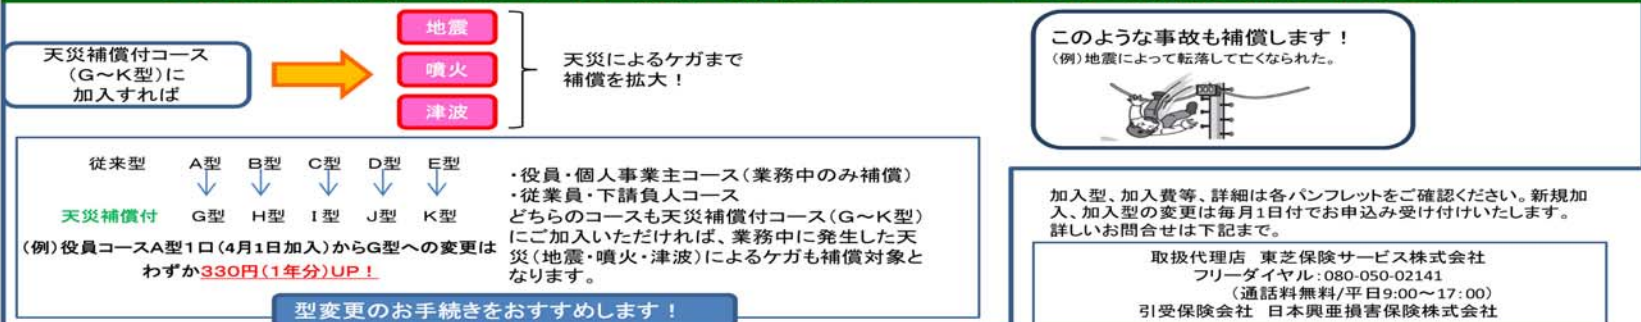 天災補償付コース
(G～K型)に
加入すれば
地震
噴火
津波
天災によるケガまで
補償を拡大！
このような事故も補償します！
(例)地震によって転落して亡くなられた。
従来型 A型 B型 C型 D型 E型
天災補償付 G型 H型 I型 J型 K型
(例)役員コースA型1口(4月1日加入)からG型への変更は
わずか330円(1年分)UP！
・役員・個人事業主コース(業務中のみ補償)
・従業員・下請負人コース
どちらのコースも天災補償付コース(G～K型)
にご加入いただければ、業務中に発生した天
災(地震・噴火・津波)によるケガも補償対象と
なります。
型変更のお手続きをおすすめします！
加入型、加入費等、詳細は各パンフレットをご確認ください。新規加
入、加入型の変更は毎月1日付でお申込み受け付けいたします。
詳しいお問合せは下記まで。
取扱代理店 東芝保険サービス株式会社
フリーダイヤル:080-050-02141
(通話料無料/平日9:00～17:00)
引受保険会社 日本興亜損害保険株式会社